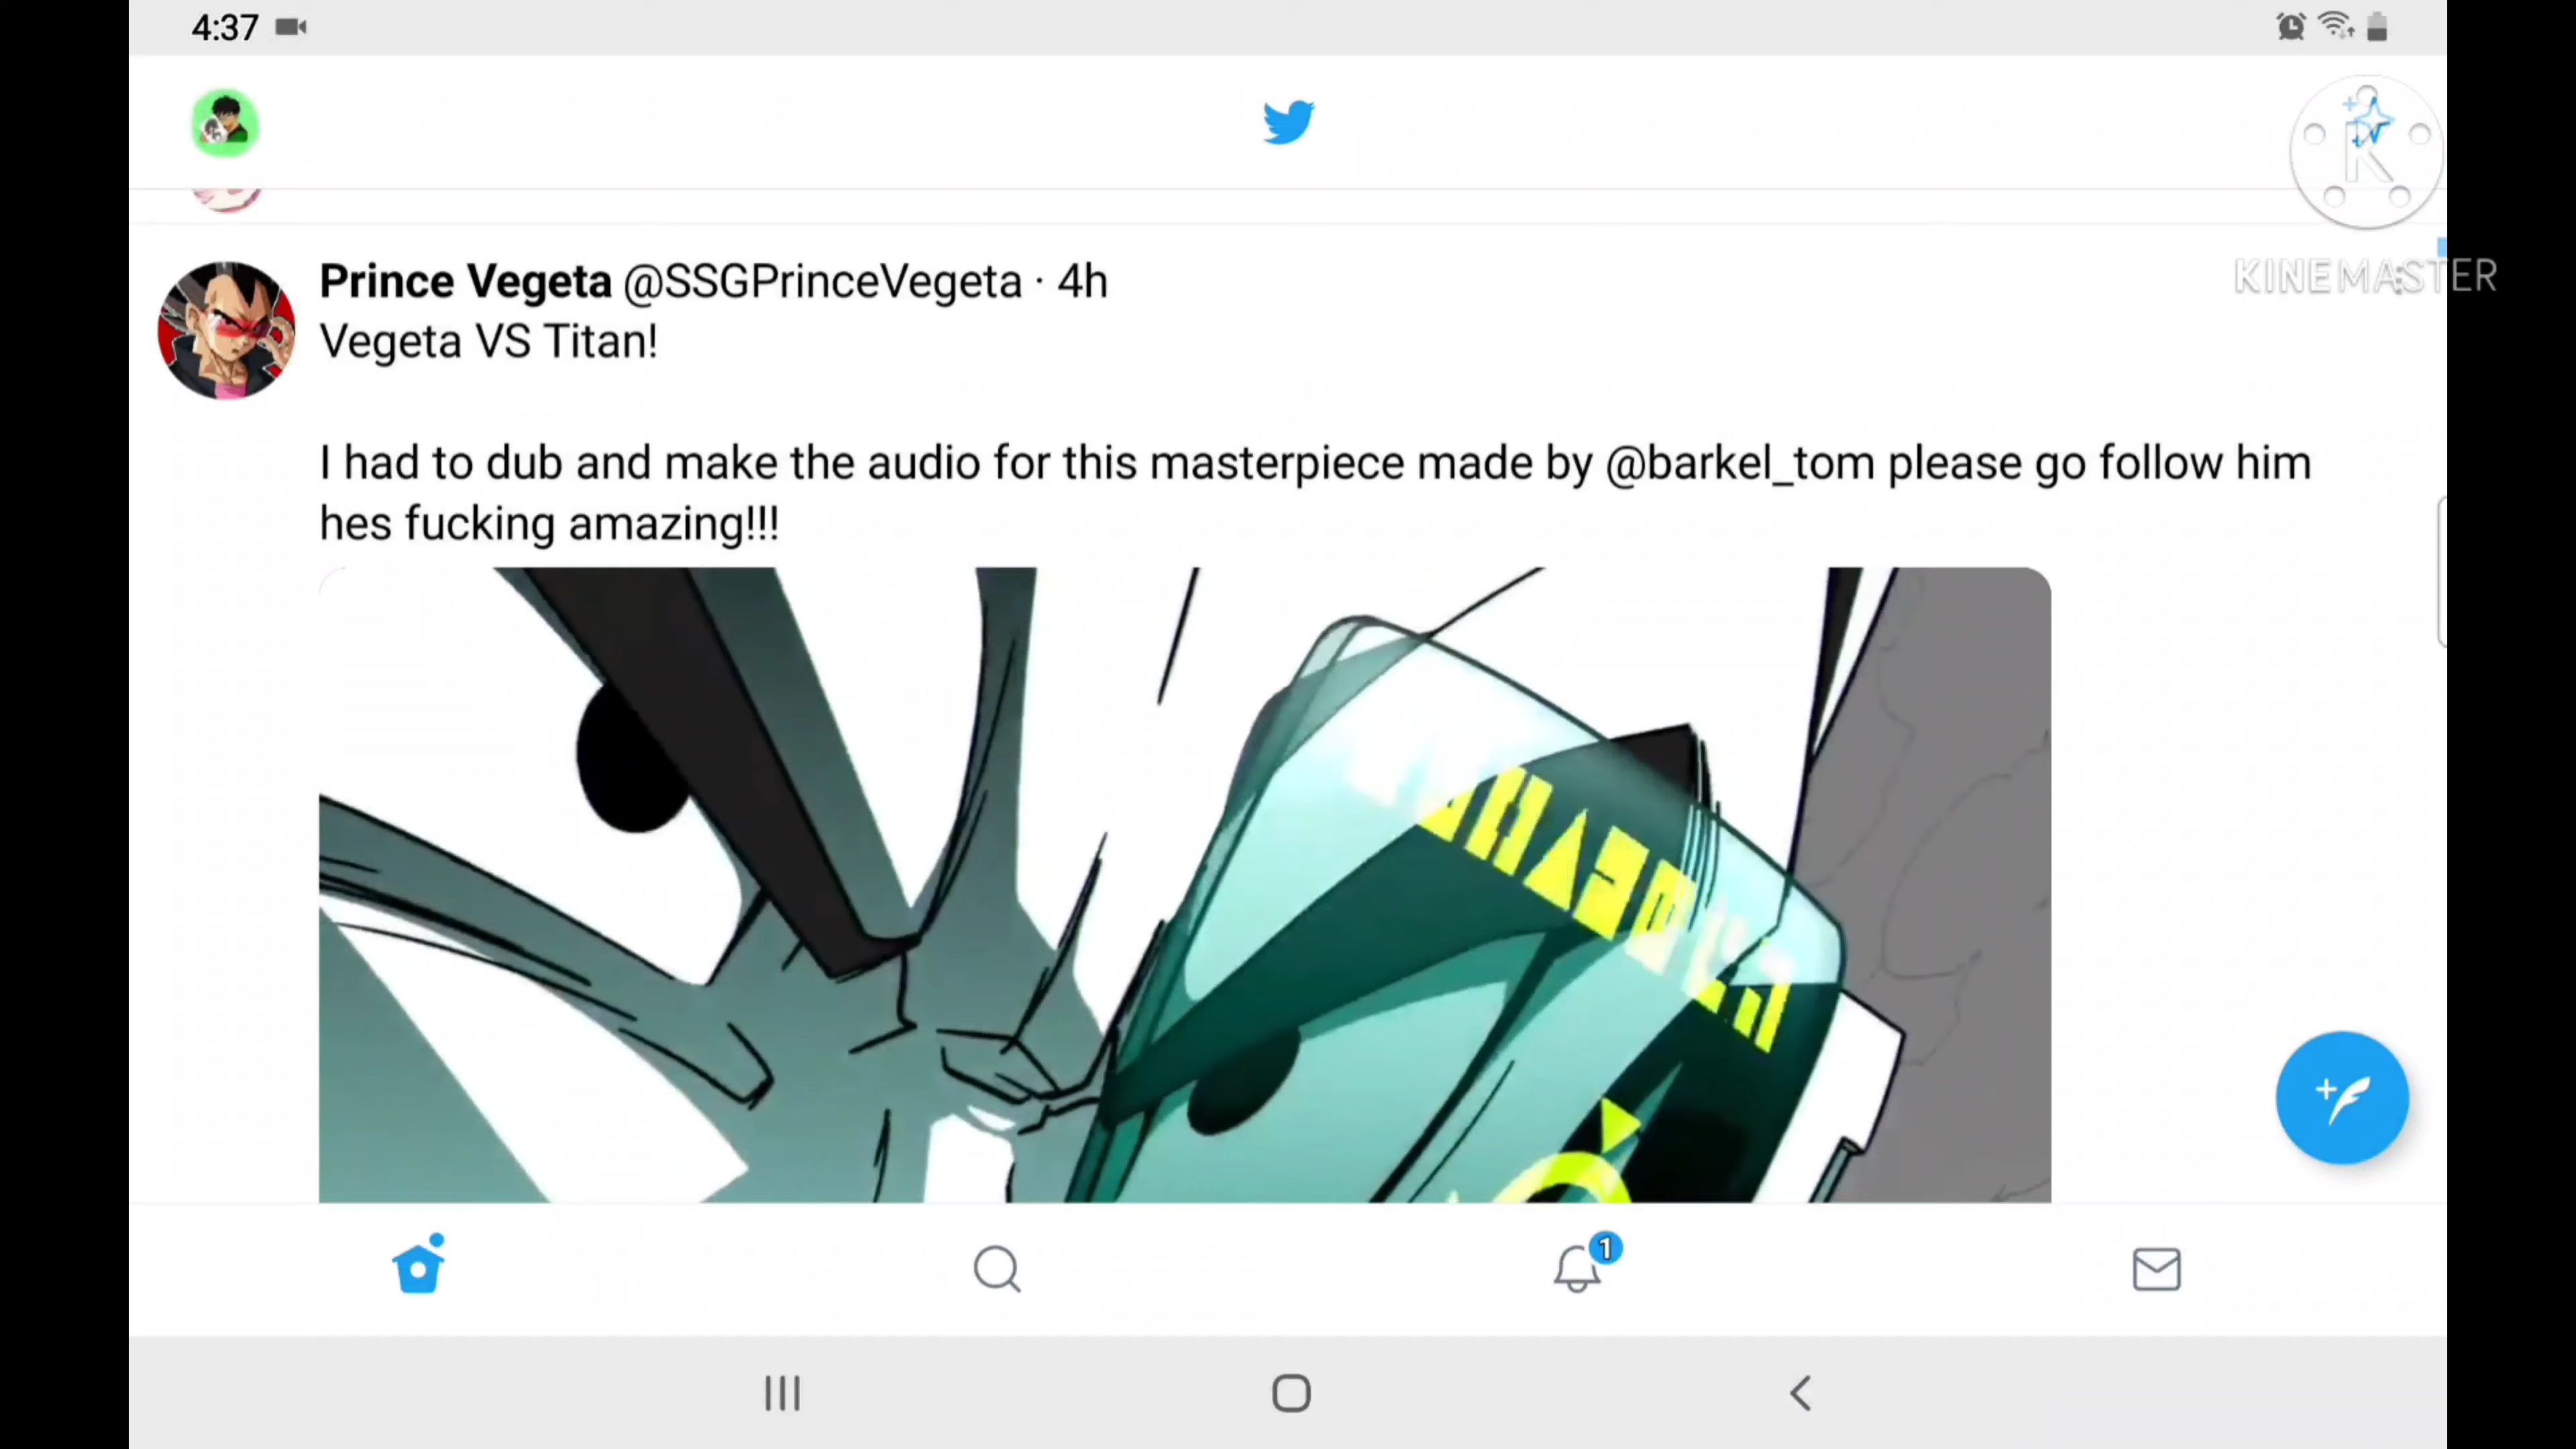 4:37
KINEMASTER
Prince Vegeta @SSGPrinceVegeta · 4h
Vegeta VS Titan!
I had to dub and make the audio for this masterpiece made by @barkel_tom please go follow him
hes fucking amazing!!!
1